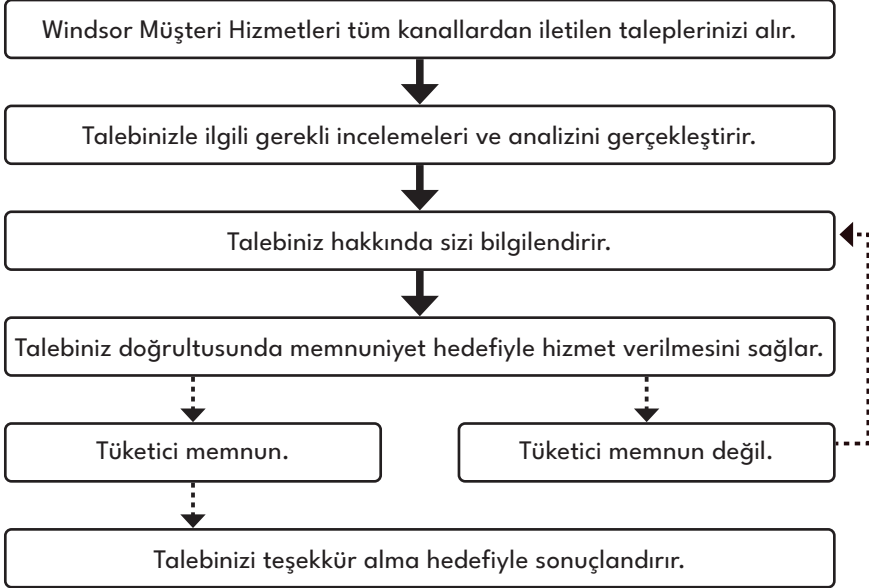 Windsor Müşteri Hizmetleri tüm kanallardan iletilen taleplerinizi alır.
Talebinizle ilgili gerekli incelemeleri ve analizini gerçekleştirir.
Talebiniz hakkında sizi bilgilendirir.
Talebiniz doğrultusunda memnuniyet hedefiyle hizmet verilmesini sağlar.
Tüketici memnun.
Tüketici memnun değil.
Talebinizi teşekkür alma hedefiyle sonuçlandırır.